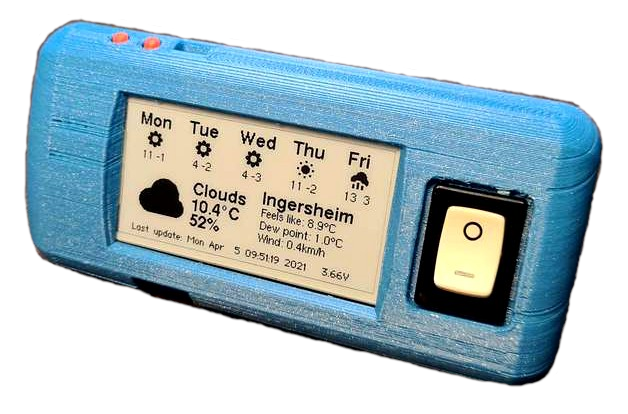 Mon Tue Wed Thu Fri
11 -1 4 -2 4 -3 11 -2 13 3
Clouds
10.4°C
52%
Ingersheim
Feels like: 8.9°C
Dew point: 1.0°C
Wind: 0.4km/h
Last update: Mon Apr 5 09:51:19 2021 3.66V